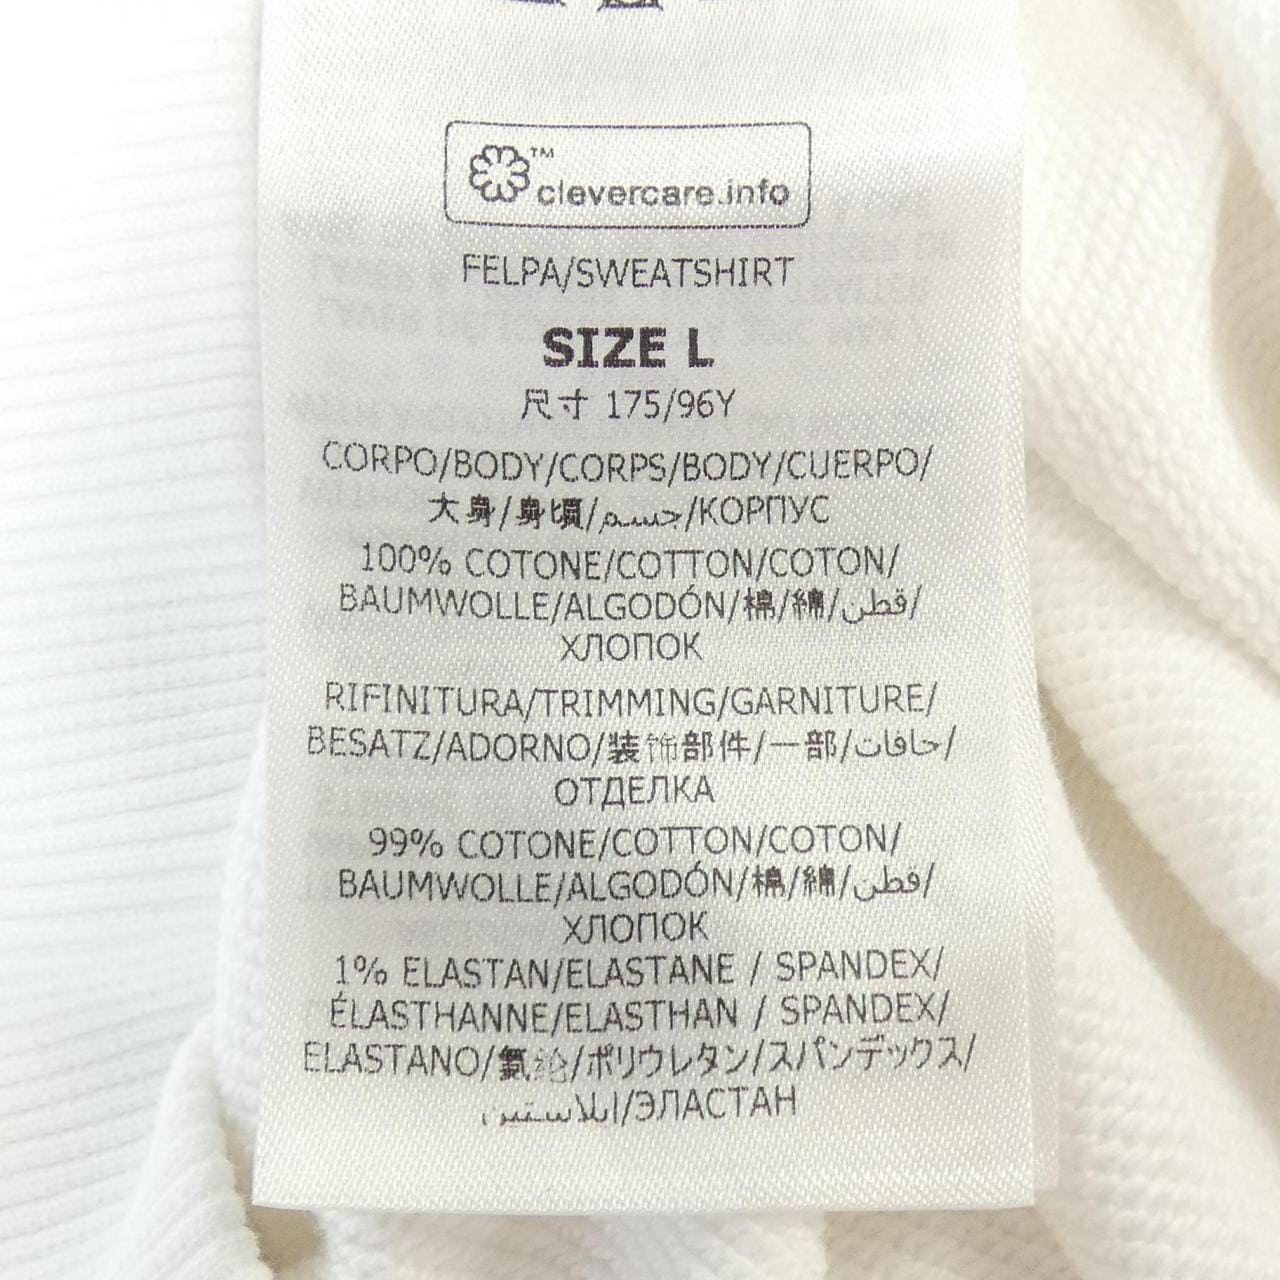 ™
clevercare.info
FELPA/SWEATSHIRT
SIZE L
尺寸 175/96Y
CORPO/BODY/CORPS/BODY/CUERPO/
大身/身頃/جسم/КОРПУС
100% COTONE/COTTON/COTON/
BAUMWOLLE/ALGODÓN/棉/綿/قطن/
ХЛОПОК
RIFINITURA/TRIMMING/GARNITURE/
BESATZ/ADORNO/装饰部件/一部/حافات/
ОТДЕЛКА
99% COTONE/COTTON/COTON/
BAUMWOLLE/ALGODÓN/棉/綿/قطن/
ХЛОПОК
1% ELASTAN/ELASTANE / SPANDEX/
ÉLASTHANNE/ELASTHAN / SPANDEX/
ELASTANO/氨纶/ポリウレタン/スパンデックス/
ايلاستين/ЭЛАСТАН